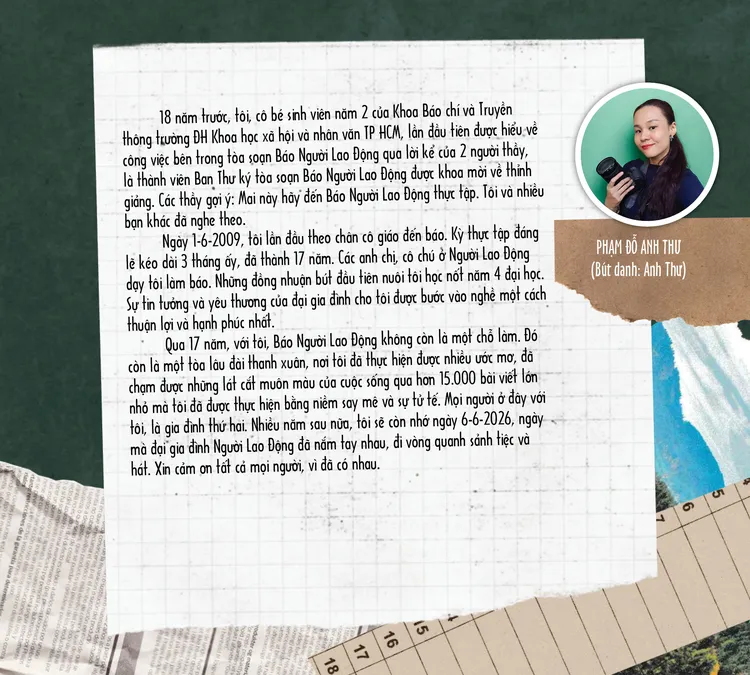 18 năm trước, tôi, cô bé sinh viên năm 2 của Khoa Báo chí và Truyền
thông trường ĐH Khoa học xã hội và nhân văn TP HCM, lần đầu tiên được hiểu về
công việc bên trong tòa soạn Báo Người Lao Động qua lời kể của 2 người thầy,
là thành viên Ban Thư ký tòa soạn Báo Người Lao Động được khoa mời về thỉnh
giảng. Các thầy gợi ý: Mai này hãy đến Báo Người Lao Động thực tập. Tôi và nhiều
bạn khác đã nghe theo.
Ngày 1-6-2009, tôi lần đầu theo chân cô giáo đến báo. Kỳ thực tập đáng
lẽ kéo dài 3 tháng ấy, đã thành 17 năm. Các anh chị, cô chú ở Người Lao Động
dạy tôi làm báo. Những đồng nhuận bút đầu tiên nuôi tôi học nốt năm 4 đại học.
Sự tin tưởng và yêu thương của đại gia đình cho tôi được bước vào nghề một cách
thuận lợi và hạnh phúc nhất.
Qua 17 năm, với tôi, Báo Người Lao Động không còn là một chỗ làm. Đó
còn là một tòa lâu đài thanh xuân, nơi tôi đã thực hiện được nhiều ước mơ, đã
chạm được những lát cắt muôn màu của cuộc sống qua hơn 15.000 bài viết lớn
nhỏ mà tôi đã được thực hiện bằng niềm say mê và sự tử tế. Mọi người ở đây với
tôi, là gia đình thứ hai. Nhiều năm sau nữa, tôi sẽ còn nhớ ngày 6-6-2026, ngày
mà đại gia đình Người Lao Động đã nắm tay nhau, đi vòng quanh sảnh tiệc và
hát. Xin cảm ơn tất cả mọi người, vì đã có nhau.
PHẠM ĐỖ ANH THƯ
(Bút danh: Anh Thư)
18 17 16 15
7 6 5